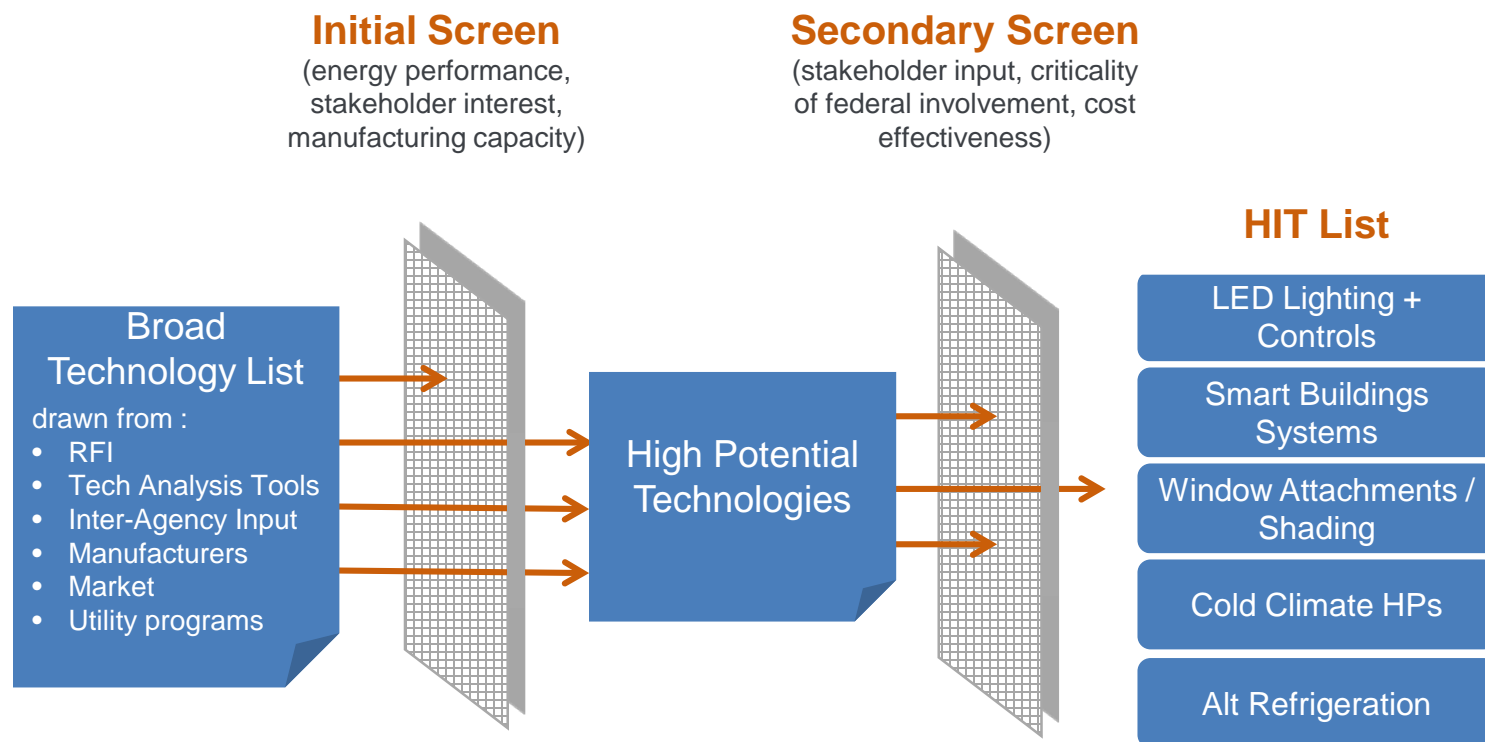 Initial Screen
(energy performance,
stakeholder interest,
manufacturing capacity)
Secondary Screen
(stakeholder input, criticality
of federal involvement, cost
effectiveness)
Broad
Technology List
drawn from :
• RFI
• Tech Analysis Tools
• Inter-Agency Input
• Manufacturers
• Market
• Utility programs
High Potential
Technologies
HIT List
LED Lighting +
Controls
Smart Buildings
Systems
Window Attachments /
Shading
Cold Climate HPs
Alt Refrigeration